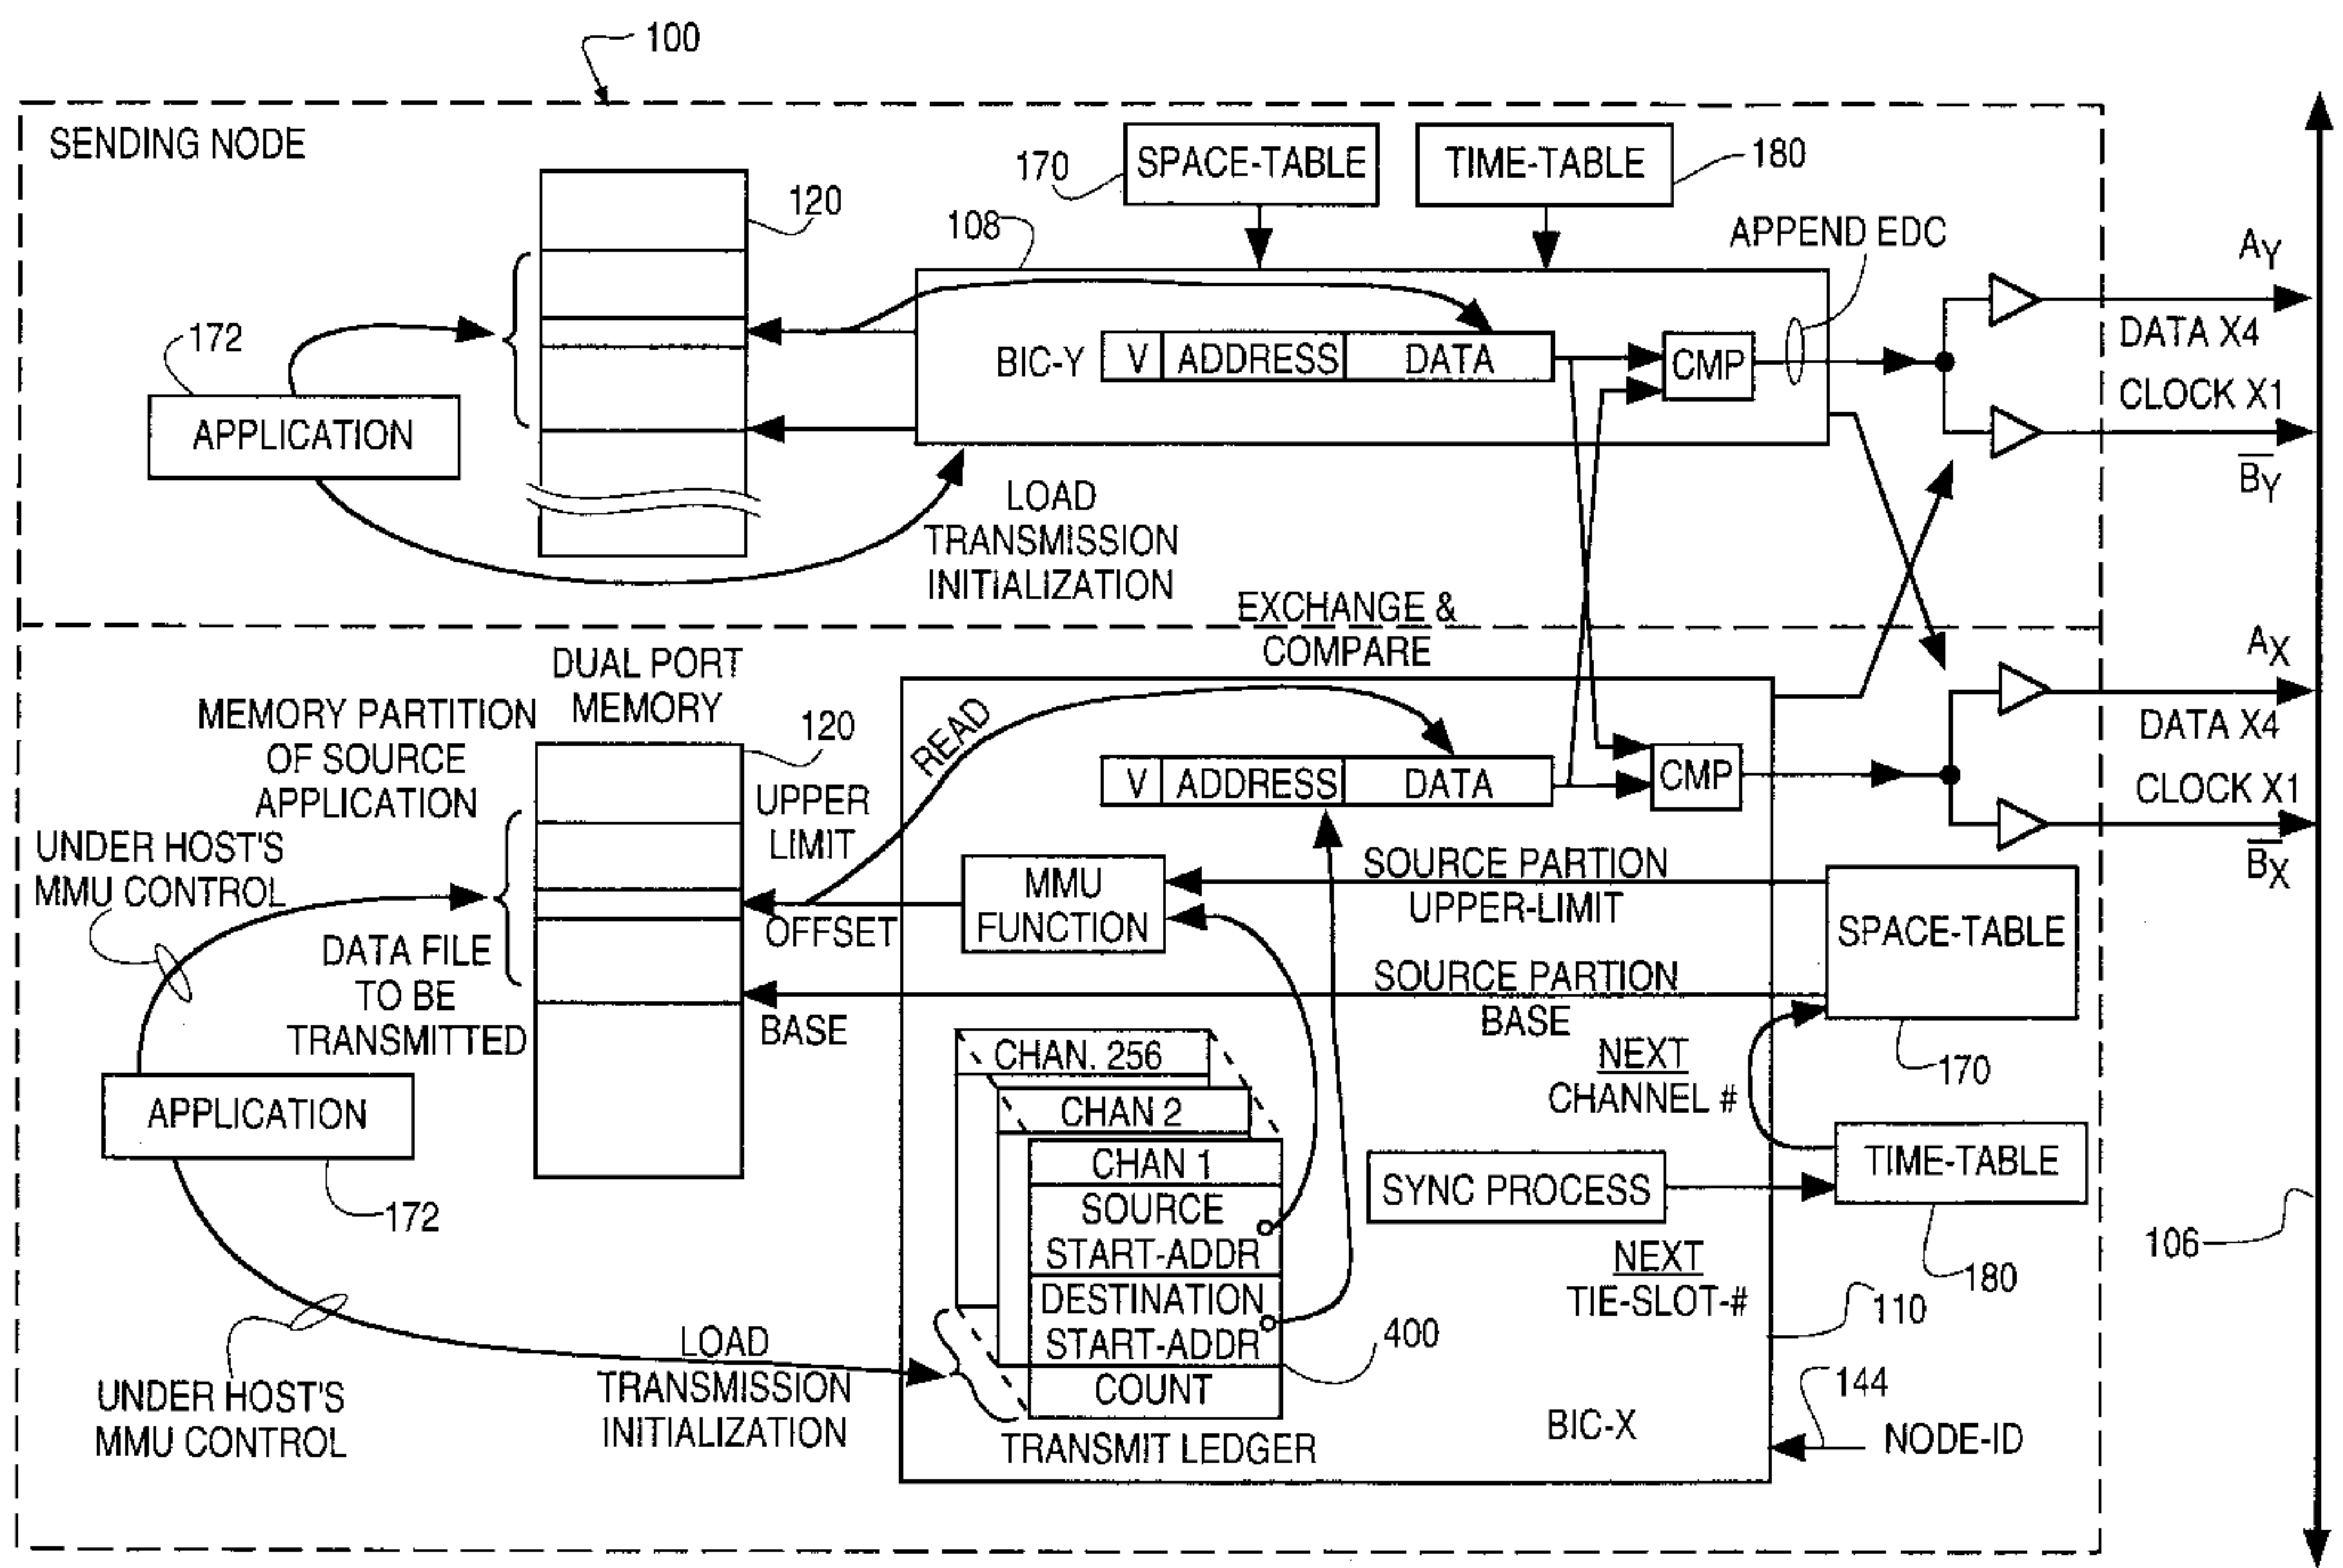 100
SENDING NODE
SPACE-TABLE
TIME-TABLE
170
180
120
108
APPEND EDC
AY
172
BIC-Y
V
ADDRESS
DATA
CMP
DATA X4
CLOCK X1
APPLICATION
BY
LOAD
TRANSMISSION
INITIALIZATION
EXCHANGE &
COMPARE
AX
DUAL PORT
MEMORY
MEMORY PARTITION
OF SOURCE
APPLICATION
120
READ
UPPER
LIMIT
V
ADDRESS
DATA
CMP
DATA X4
CLOCK X1
BX
UNDER HOST'S
MMU CONTROL
MMU
FUNCTION
SOURCE PARTION
UPPER-LIMIT
SPACE-TABLE
OFFSET
DATA FILE
TO BE
TRANSMITTED
SOURCE PARTION
BASE
BASE
170
CHAN. 256
CHAN 2
CHAN 1
SOURCE
START-ADDR
DESTINATION
START-ADDR
COUNT
NEXT
CHANNEL #
APPLICATION
172
SYNC PROCESS
TIME-TABLE
180
106
NEXT
TIE-SLOT-#
110
400
LOAD
TRANSMISSION
INITIALIZATION
UNDER HOST'S
MMU CONTROL
TRANSMIT LEDGER
BIC-X
144
NODE-ID